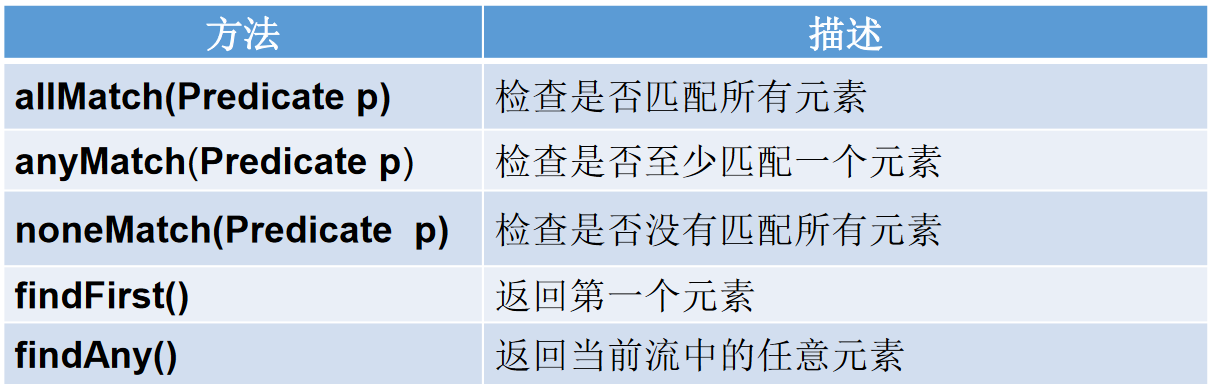 方法 描述
allMatch(Predicate p) 检查是否匹配所有元素
anyMatch(Predicate p) 检查是否至少匹配一个元素
noneMatch(Predicate  p) 检查是否没有匹配所有元素
findFirst() 返回第一个元素
findAny() 返回当前流中的任意元素